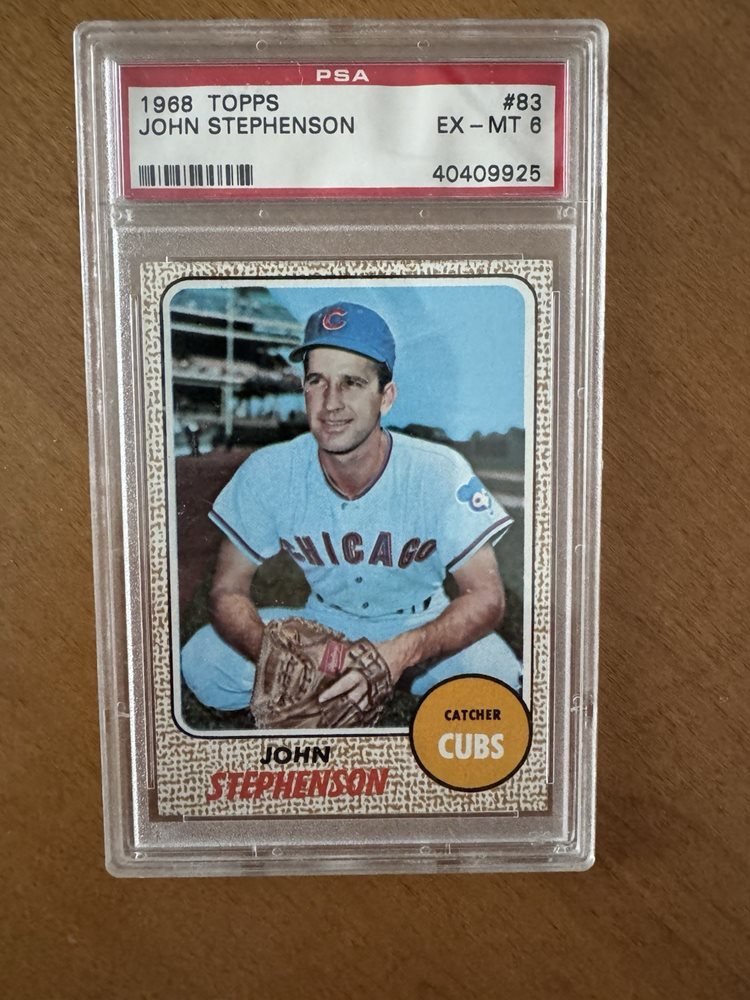 PSA
1968 TOPPS #83
JOHN STEPHENSON EX-MT 6
40409925
C
CHICAGO
CATCHER
CUBS
JOHN
STEPHENSON